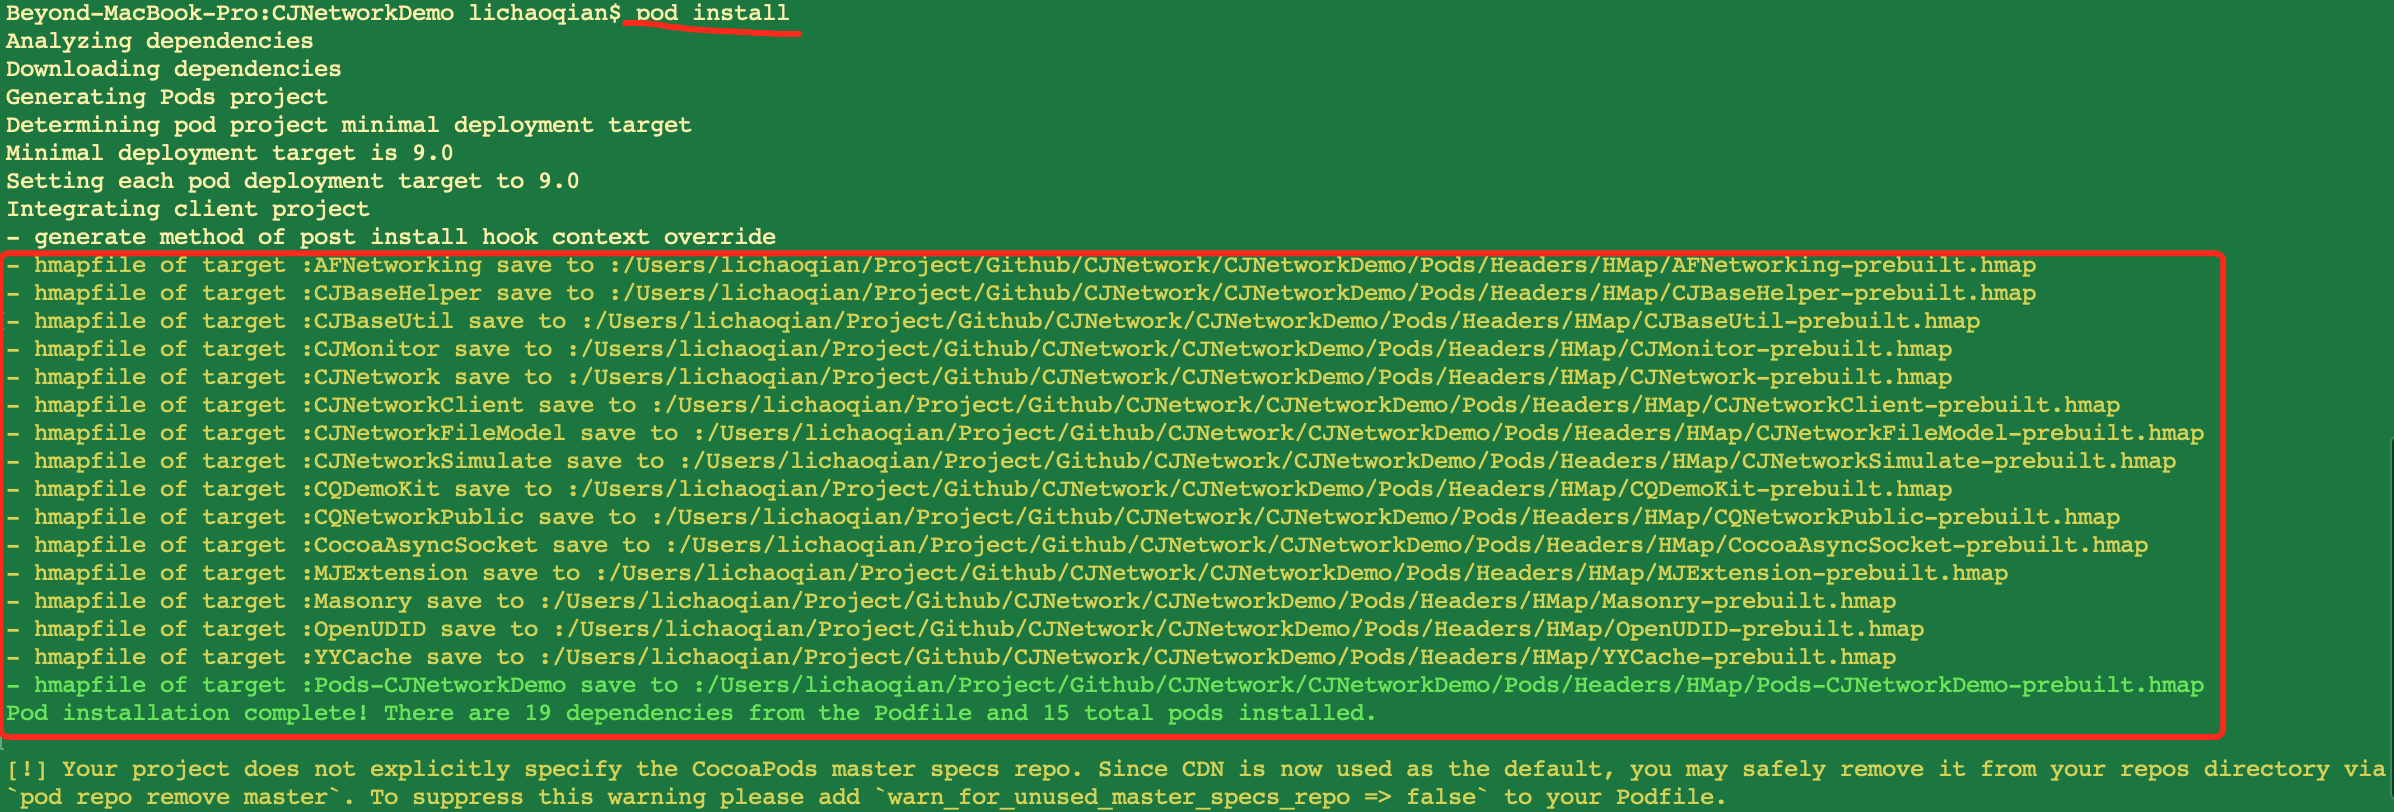 Beyond-MacBook-Pro:CJNetworkDemo lichaoqian$ pod install
Analyzing dependencies
Downloading dependencies
Generating Pods project
Determining pod project minimal deployment target
Minimal deployment target is 9.0
Setting each pod deployment target to 9.0
Integrating client project
- generate method of post install hook context override
- hmapfile of target :AFNetworking save to :/Users/lichaoqian/Project/Github/CJNetwork/CJNetworkDemo/Pods/Headers/HMap/AFNetworking-prebuilt.hmap
- hmapfile of target :CJBaseHelper save to :/Users/lichaoqian/Project/Github/CJNetwork/CJNetworkDemo/Pods/Headers/HMap/CJBaseHelper-prebuilt.hmap
- hmapfile of target :CJBaseUtil save to :/Users/lichaoqian/Project/Github/CJNetwork/CJNetworkDemo/Pods/Headers/HMap/CJBaseUtil-prebuilt.hmap
- hmapfile of target :CJMonitor save to :/Users/lichaoqian/Project/Github/CJNetwork/CJNetworkDemo/Pods/Headers/HMap/CJMonitor-prebuilt.hmap
- hmapfile of target :CJNetwork save to :/Users/lichaoqian/Project/Github/CJNetwork/CJNetworkDemo/Pods/Headers/HMap/CJNetwork-prebuilt.hmap
- hmapfile of target :CJNetworkClient save to :/Users/lichaoqian/Project/Github/CJNetwork/CJNetworkDemo/Pods/Headers/HMap/CJNetworkClient-prebuilt.hmap
- hmapfile of target :CJNetworkFileModel save to :/Users/lichaoqian/Project/Github/CJNetwork/CJNetworkDemo/Pods/Headers/HMap/CJNetworkFileModel-prebuilt.hmap
- hmapfile of target :CJNetworkSimulate save to :/Users/lichaoqian/Project/Github/CJNetwork/CJNetworkDemo/Pods/Headers/HMap/CJNetworkSimulate-prebuilt.hmap
- hmapfile of target :CQDemoKit save to :/Users/lichaoqian/Project/Github/CJNetwork/CJNetworkDemo/Pods/Headers/HMap/CQDemoKit-prebuilt.hmap
- hmapfile of target :CQNetworkPublic save to :/Users/lichaoqian/Project/Github/CJNetwork/CJNetworkDemo/Pods/Headers/HMap/CQNetworkPublic-prebuilt.hmap
- hmapfile of target :CocoaAsyncSocket save to :/Users/lichaoqian/Project/Github/CJNetwork/CJNetworkDemo/Pods/Headers/HMap/CocoaAsyncSocket-prebuilt.hmap
- hmapfile of target :MJExtension save to :/Users/lichaoqian/Project/Github/CJNetwork/CJNetworkDemo/Pods/Headers/HMap/MJExtension-prebuilt.hmap
- hmapfile of target :Masonry save to :/Users/lichaoqian/Project/Github/CJNetwork/CJNetworkDemo/Pods/Headers/HMap/Masonry-prebuilt.hmap
- hmapfile of target :OpenUDID save to :/Users/lichaoqian/Project/Github/CJNetwork/CJNetworkDemo/Pods/Headers/HMap/OpenUDID-prebuilt.hmap
- hmapfile of target :YYCache save to :/Users/lichaoqian/Project/Github/CJNetwork/CJNetworkDemo/Pods/Headers/HMap/YYCache-prebuilt.hmap
- hmapfile of target :Pods-CJNetworkDemo save to :/Users/lichaoqian/Project/Github/CJNetwork/CJNetworkDemo/Pods/Headers/HMap/Pods-CJNetworkDemo-prebuilt.hmap
Pod installation complete! There are 19 dependencies from the Podfile and 15 total pods installed.
[!] Your project does not explicitly specify the CocoaPods master specs repo. Since CDN is now used as the default, you may safely remove it from your repos directory via
`pod repo remove master`. To suppress this warning please add `warn_for_unused_master_specs_repo => false` to your Podfile.